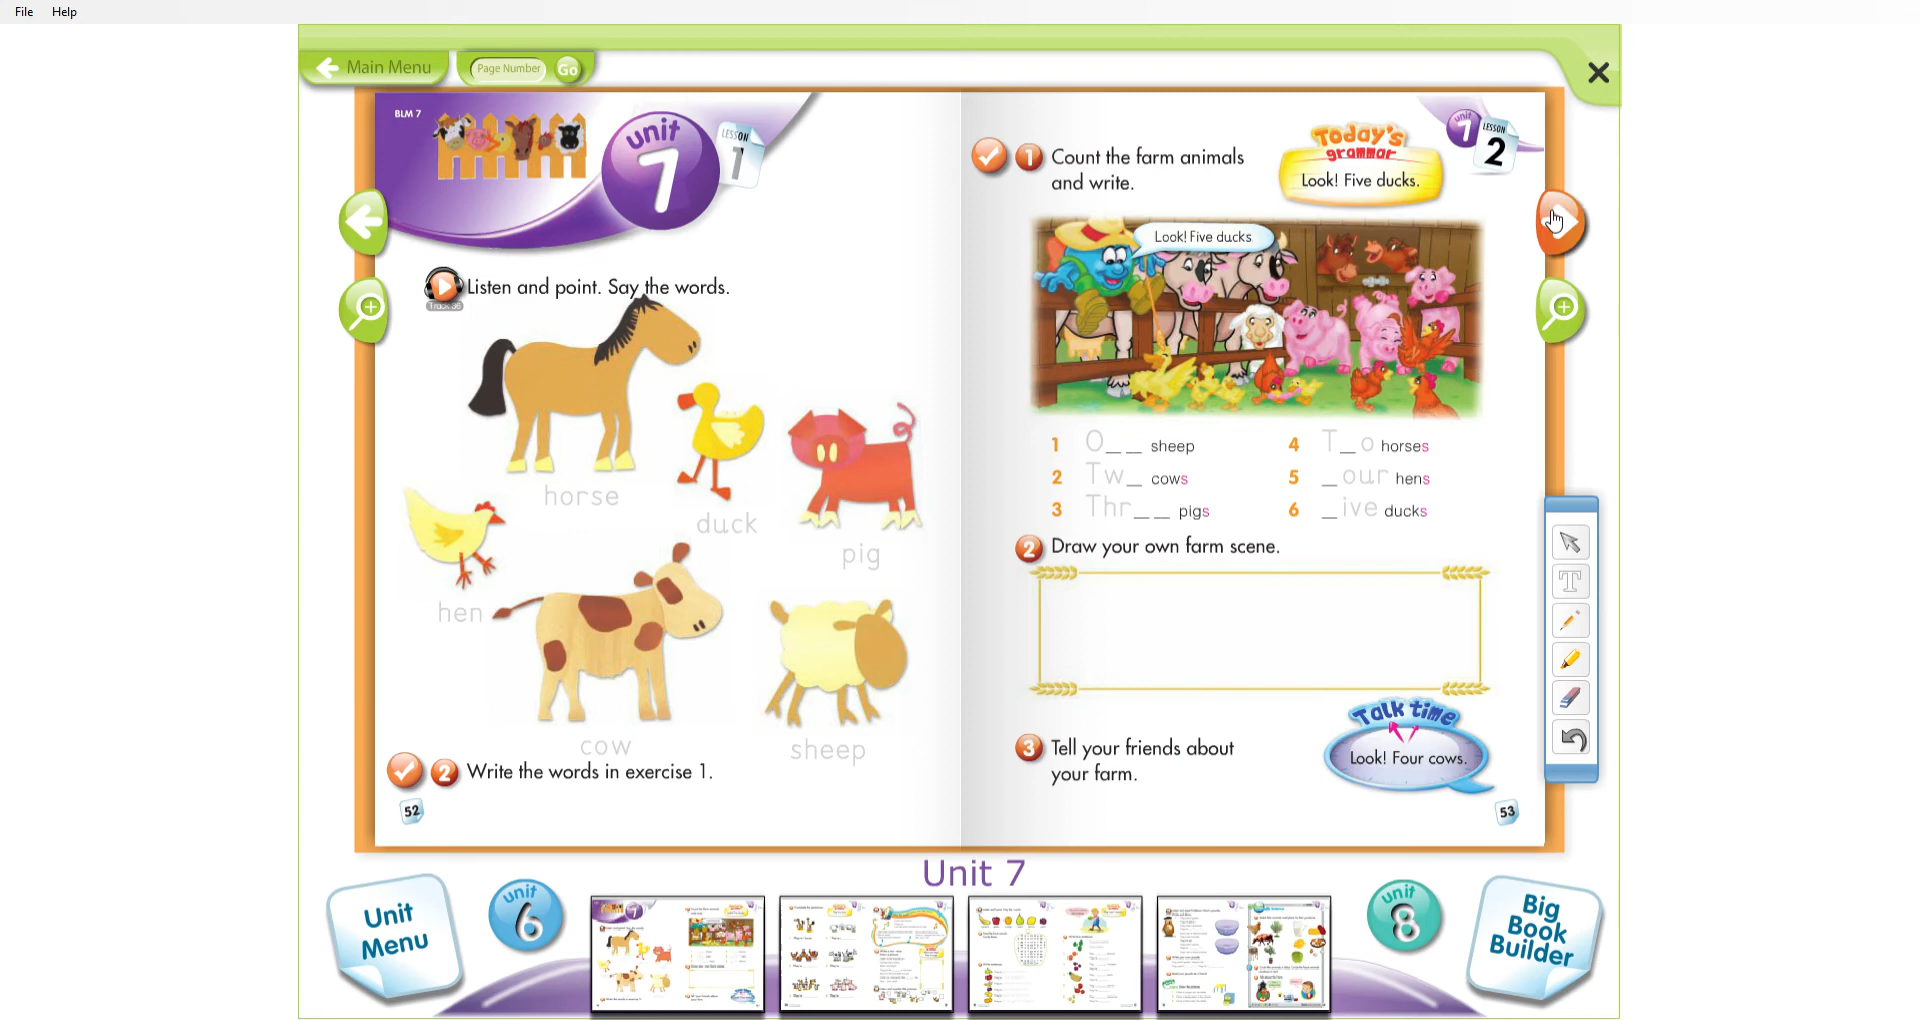 File Help
Main Menu
Page Number Go
BLM 7
unit
7
LESSON
1
Track 36
Listen and point. Say the words.
horse
duck
pig
hen
cow
sheep
2 Write the words in exercise 1.
52
1 Count the farm animals
and write.
Today's
grammar
Look! Five ducks.
unit
7
LESSON
2
Look! Five ducks
1 O_ _ sheep
2 Tw_ cows
3 Thr_ _ pigs
4 T_o horses
5 _our hens
6 _ive ducks
2 Draw your own farm scene.
3 Tell your friends about
your farm.
Talk time
Look! Four cows.
53
Unit 7
Unit
Menu
unit
6
unit
8
Big
Book
Builder